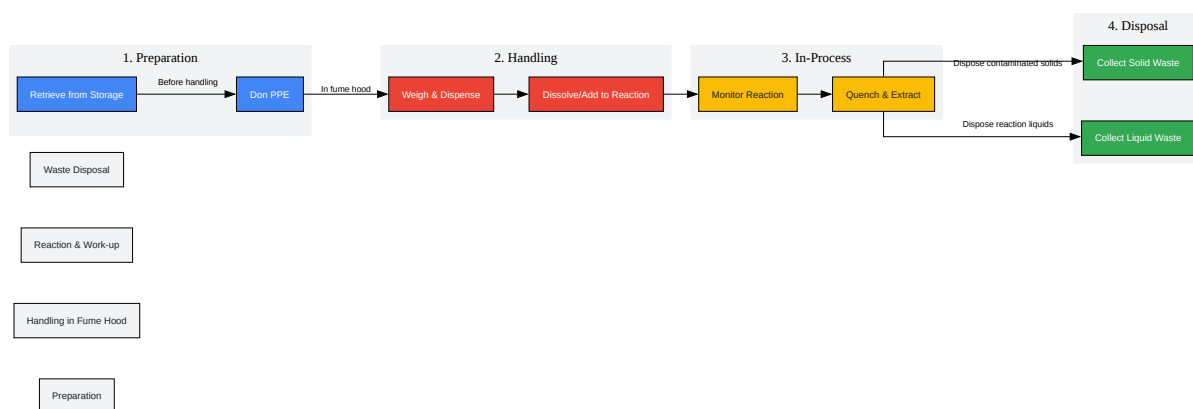 1. Preparation
Retrieve from Storage
Before handling
Don PPE
In fume hood
2. Handling
Weigh & Dispense
Dissolve/Add to Reaction
3. In-Process
Monitor Reaction
Quench & Extract
Dispose contaminated solids
Dispose reaction liquids
4. Disposal
Collect Solid Waste
Collect Liquid Waste
Waste Disposal
Reaction & Work-up
Handling in Fume Hood
Preparation